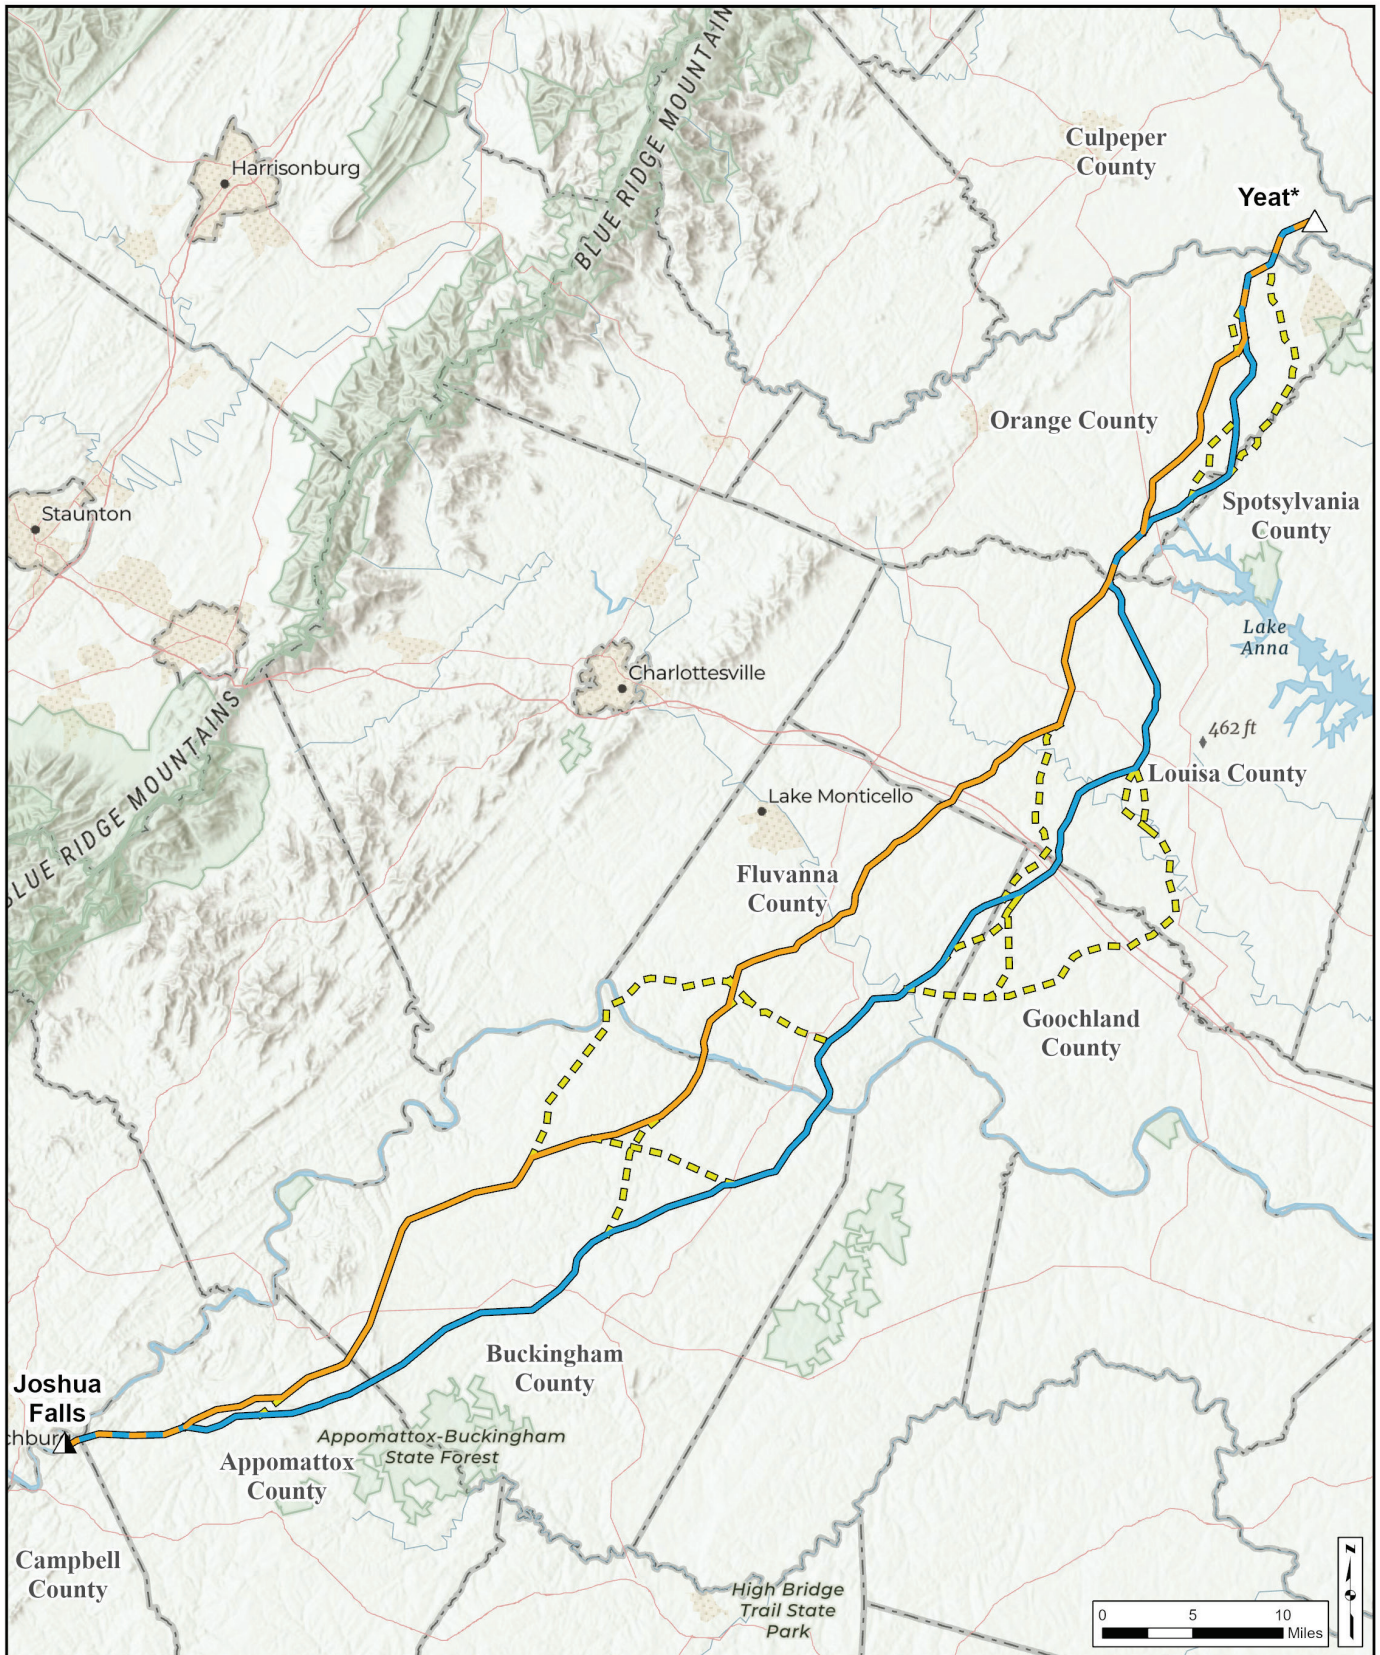 BLUE RIDGE MOUNTAIN
Culpeper
County
Harrisonburg
Yeat*
Orange County
Spotsylvania
County
Staunton
Lake
Anna
Charlottesville
462 ft
Louisa County
BLUE RIDGE MOUNTAINS
Lake Monticello
Fluvanna
County
Goochland
County
Buckingham
County
Joshua
Falls
chburg
Appomattox-Buckingham
State Forest
Appomattox
County
Campbell
County
High Bridge
Trail State
Park
N
0 5 10
Miles